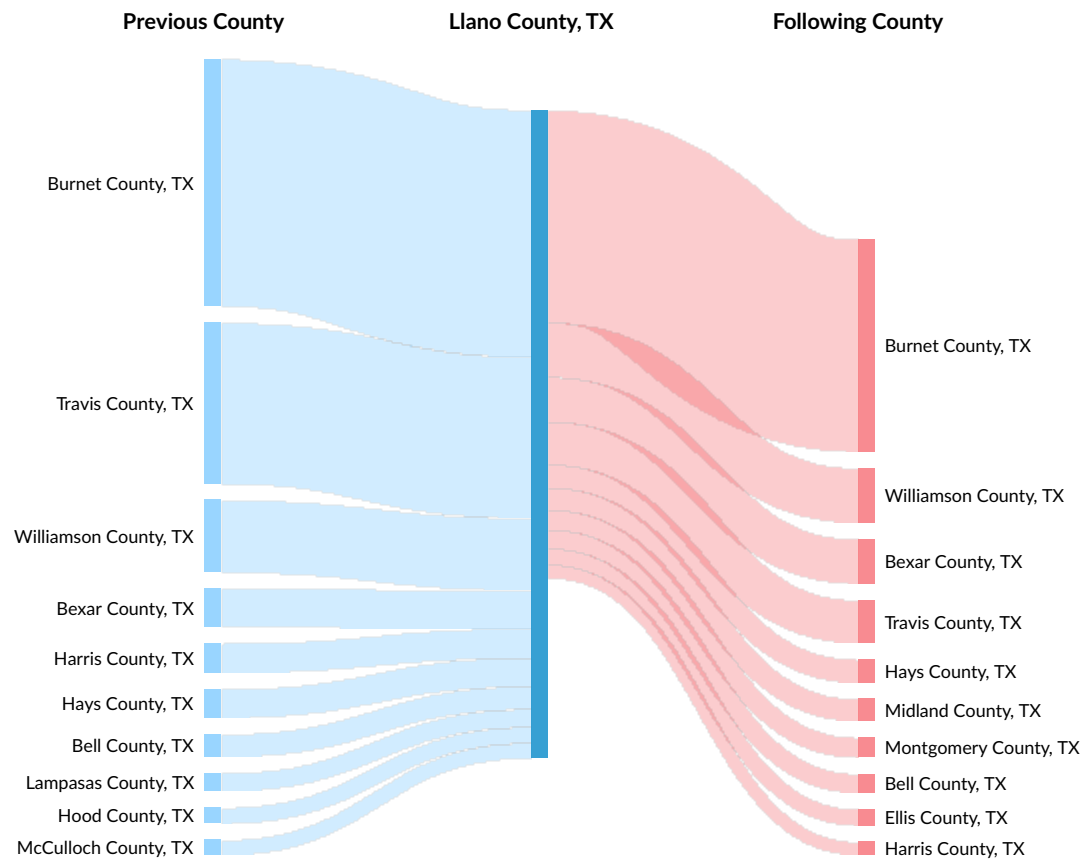 Previous County
Llano County, TX
Following County
Burnet County, TX
Travis County, TX
Williamson County, TX
Bexar County, TX
Harris County, TX
Hays County, TX
Bell County, TX
Lampasas County, TX
Hood County, TX
McCulloch County, TX
Burnet County, TX
Williamson County, TX
Bexar County, TX
Travis County, TX
Hays County, TX
Midland County, TX
Montgomery County, TX
Bell County, TX
Ellis County, TX
Harris County, TX